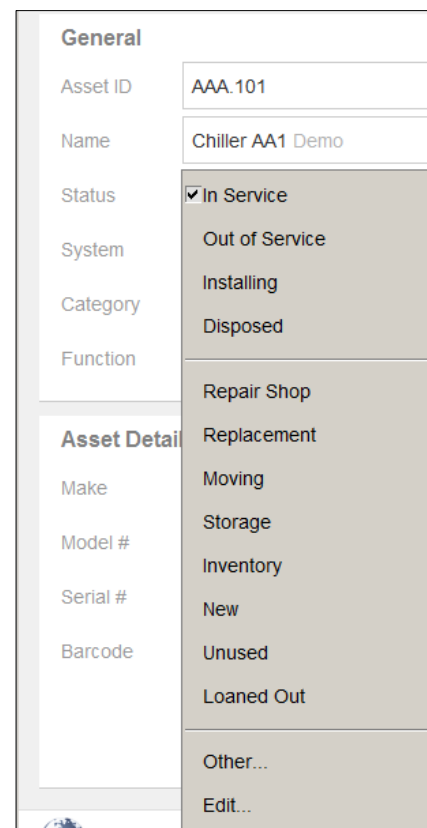 General
Asset ID AAA.101
Name Chiller AA1 Demo
Status In Service
Out of Service
System
Installing
Category
Disposed
Function
Repair Shop
Asset Detail Replacement
Moving
Make
Storage
Model #
Inventory
Serial #
New
Barcode Unused
Loaned Out
Other...
Edit...